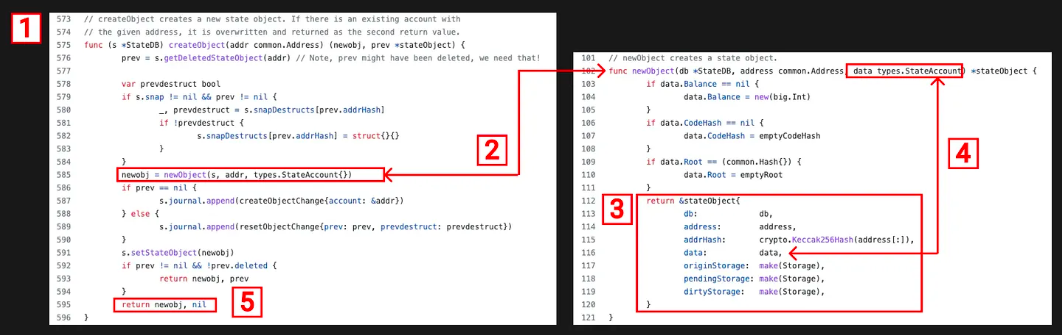 1
573 // createObject creates a new state object. If there is an existing account with
574 // the given address, it is overwritten and returned as the second return value.
575 func (s *StateDB) createObject(addr common.Address) (newobj, prev *stateObject) {
576 prev = s.getDeletedStateObject(addr) // Note, prev might have been deleted, we need that!
577
578 var prevdestruct bool
579 if s.snap != nil && prev != nil {
580 _, prevdestruct = s.snapDestructs[prev.addrHash]
581 if !prevdestruct {
582 s.snapDestructs[prev.addrHash] = struct{}{}
583 }
584 }
585 newobj = newObject(s, addr, types.StateAccount{})
586 if prev == nil {
587 s.journal.append(createObjectChange{account: &addr})
588 } else {
589 s.journal.append(resetObjectChange{prev: prev, prevdestruct: prevdestruct})
590 }
591 s.setStateObject(newobj)
592 if prev != nil && !prev.deleted {
593 return newobj, prev
594 }
595 return newobj, nil
596 }
2
5
101 // newObject creates a state object.
102 func newObject(db *StateDB, address common.Address, data types.StateAccount) *stateObject {
103 if data.Balance == nil {
104 data.Balance = new(big.Int)
105 }
106 if data.CodeHash == nil {
107 data.CodeHash = emptyCodeHash
108 }
109 if data.Root == (common.Hash{}) {
110 data.Root = emptyRoot
111 }
112 return &stateObject{
113 db: db,
114 address: address,
115 addrHash: crypto.Keccak256Hash(address[:]),
116 data: data,
117 originStorage: make(Storage),
118 pendingStorage: make(Storage),
119 dirtyStorage: make(Storage),
120 }
121 }
3
4